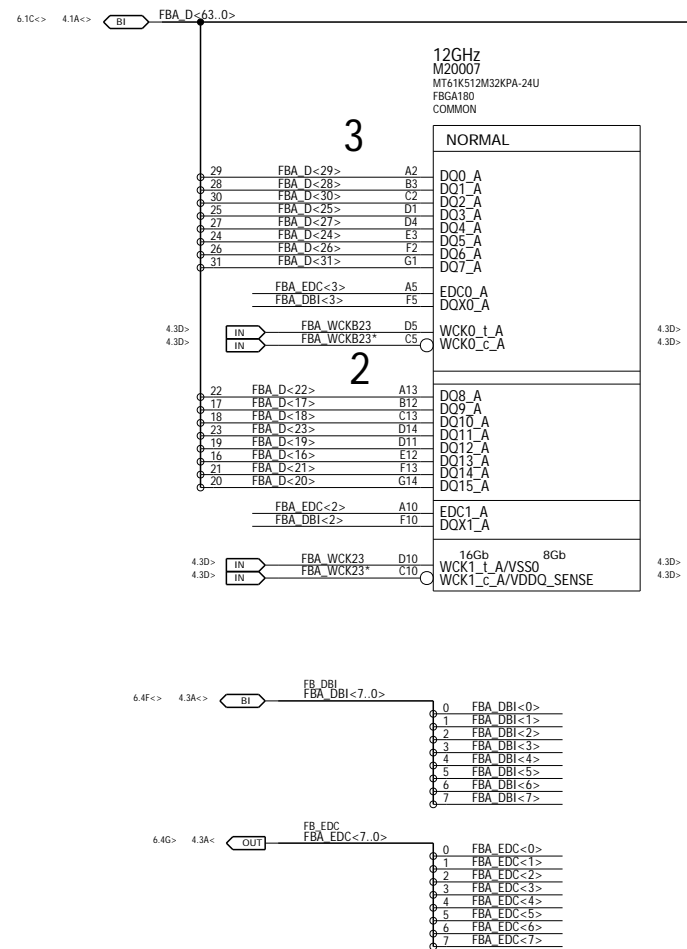 6.1C<> 4.1A<> BI FBA_D<63..0>
12GHz
M20007
MT61K512M32KPA-24U
FBGA180
COMMON
3
NORMAL
29 FBA_D<29> A2 DQ0_A
28 FBA_D<28> B3 DQ1_A
30 FBA_D<30> C2 DQ2_A
25 FBA_D<25> D1 DQ3_A
27 FBA_D<27> D4 DQ4_A
24 FBA_D<24> E3 DQ5_A
26 FBA_D<26> F2 DQ6_A
31 FBA_D<31> G1 DQ7_A
FBA_EDC<3> A5 EDC0_A
FBA_DBI<3> F5 DQX0_A
4.3D> IN FBA_WCKB23 D5 WCK0_t_A 4.3D>
4.3D> IN FBA_WCKB23* C5 WCK0_c_A 4.3D>
2
22 FBA_D<22> A13 DQ8_A
17 FBA_D<17> B12 DQ9_A
18 FBA_D<18> C13 DQ10_A
23 FBA_D<23> D14 DQ11_A
19 FBA_D<19> D11 DQ12_A
16 FBA_D<16> E12 DQ13_A
21 FBA_D<21> F13 DQ14_A
20 FBA_D<20> G14 DQ15_A
FBA_EDC<2> A10 EDC1_A
FBA_DBI<2> F10 DQX1_A
16Gb 8Gb
4.3D> IN FBA_WCK23 D10 WCK1_t_A/VSS0 4.3D>
4.3D> IN FBA_WCK23* C10 WCK1_c_A/VDDQ_SENSE 4.3D>
FB_DBI
6.4F<> 4.3A<> BI FBA_DBI<7..0>
0 FBA_DBI<0>
1 FBA_DBI<1>
2 FBA_DBI<2>
3 FBA_DBI<3>
4 FBA_DBI<4>
5 FBA_DBI<5>
6 FBA_DBI<6>
7 FBA_DBI<7>
FB_EDC
6.4G> 4.3A< OUT FBA_EDC<7..0>
0 FBA_EDC<0>
1 FBA_EDC<1>
2 FBA_EDC<2>
3 FBA_EDC<3>
4 FBA_EDC<4>
5 FBA_EDC<5>
6 FBA_EDC<6>
7 FBA_EDC<7>